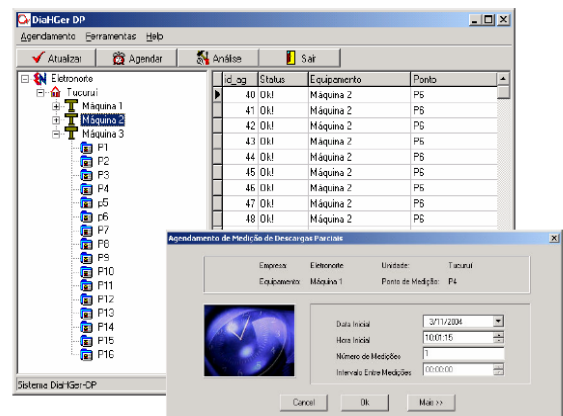 DiaHGer DP
Agendamento Ferramentas Help
Atualizar Agendar Análise Sair
Eletronorte
Tucuruí
Máquina 1
Máquina 2
Máquina 3
P1
P2
P3
P4
p5
p6
P7
P8
P9
P10
P11
P12
P13
P14
P15
P16
id_ag Status Equipamento Ponto
40 Ok! Máquina 2 P6
41 Ok! Máquina 2 P6
42 Ok! Máquina 2 P6
43 Ok! Máquina 2 P6
44 Ok! Máquina 2 P6
45 Ok! Máquina 2 P6
46 Ok! Máquina 2 P6
47 Ok! Máquina 2 P6
48 Ok! Máquina 2 P6
Sistema DiaHGer-DP
Agendamento de Medição de Descargas Parciais
Empresa: Eletronorte Unidade: Tucuruí
Equipamento: Máquina 1 Ponto de Medição: P4
Data Inicial 3/11/2004
Hora Inicial 10:01:15
Número de Medições 1
Intervalo Entre Medições 00:00:00
Cancel Ok Mais >>